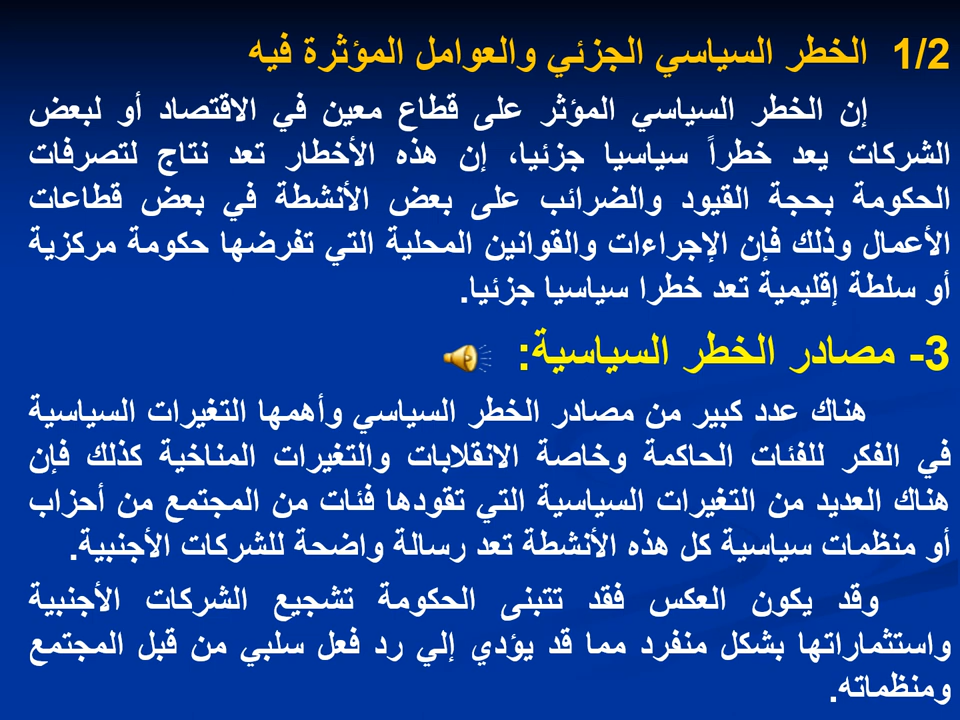 1/2 الخطر السياسي الجزئي والعوامل المؤثرة فيه
إن الخطر السياسي المؤثر على قطاع معين في الاقتصاد أو لبعض
الشركات يعد خطراً سياسيا جزئيا، إن هذه الأخطار تعد نتاج لتصرفات
الحكومة بحجة القيود والضرائب على بعض الأنشطة في بعض قطاعات
الأعمال وذلك فإن الإجراءات والقوانين المحلية التي تفرضها حكومة مركزية
أو سلطة إقليمية تعد خطرا سياسيا جزئيا.
3- مصادر الخطر السياسية:
هناك عدد كبير من مصادر الخطر السياسي وأهمها التغيرات السياسية
في الفكر للفئات الحاكمة وخاصة الانقلابات والتغيرات المناخية كذلك فإن
هناك العديد من التغيرات السياسية التي تقودها فئات من المجتمع من أحزاب
أو منظمات سياسية كل هذه الأنشطة تعد رسالة واضحة للشركات الأجنبية.
وقد يكون العكس فقد تتبنى الحكومة تشجيع الشركات الأجنبية
واستثماراتها بشكل منفرد مما قد يؤدي إلي رد فعل سلبي من قبل المجتمع
ومنظماته.